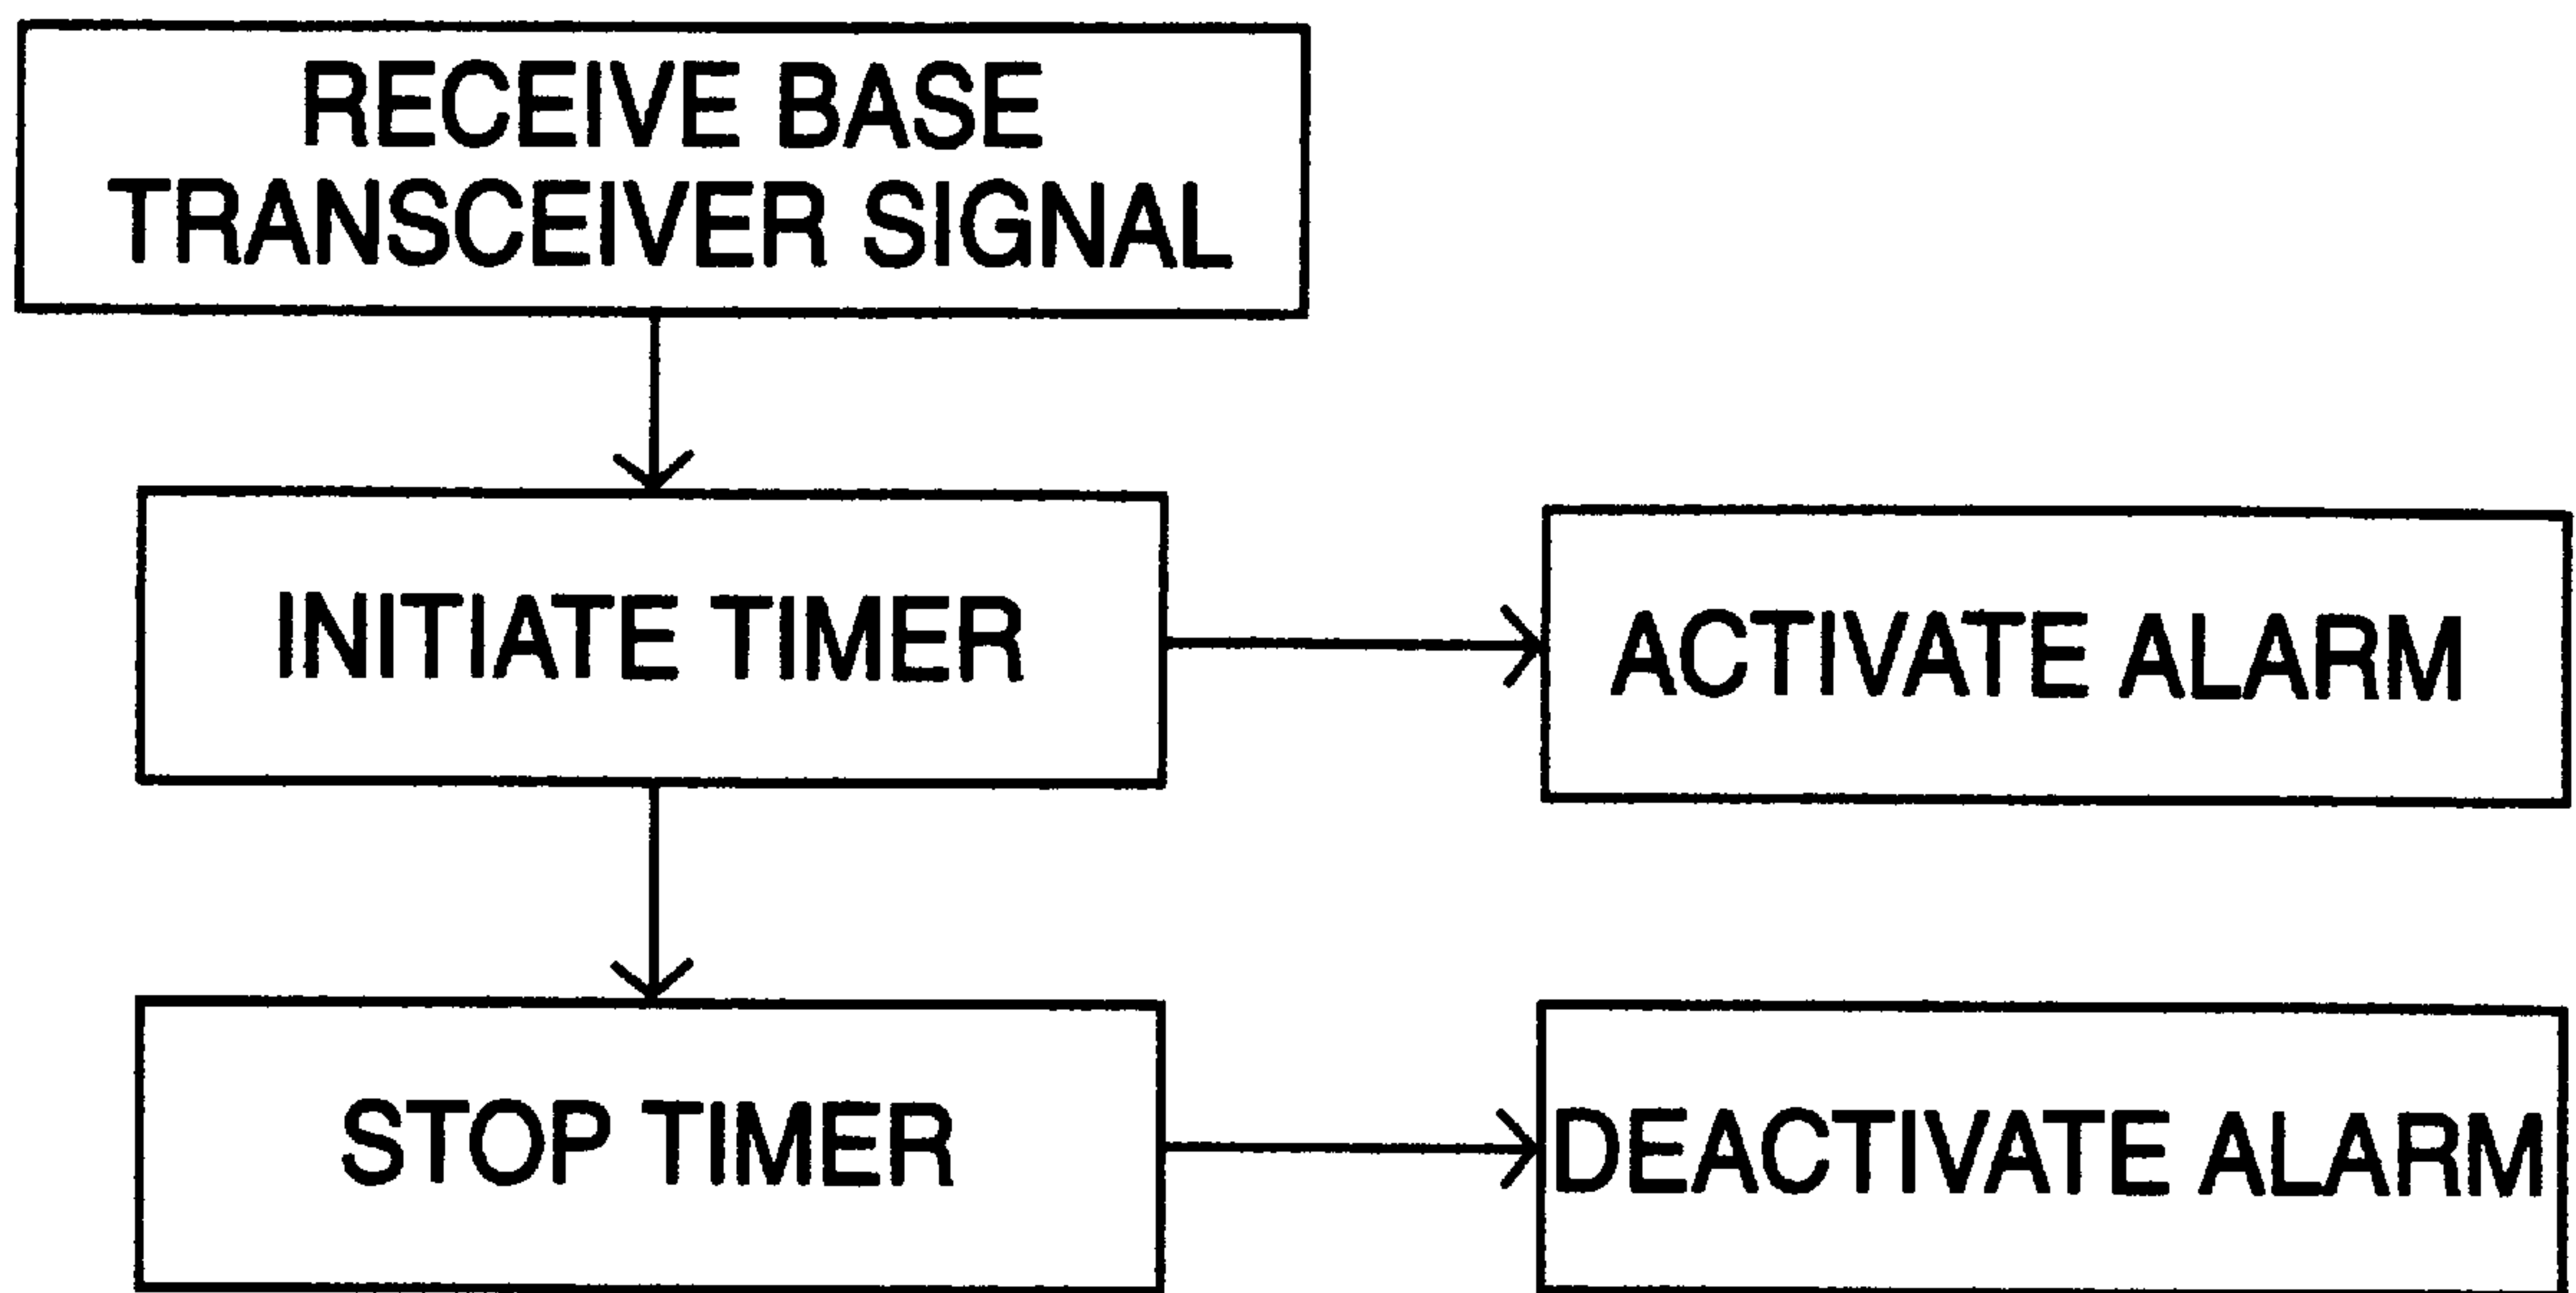 RECEIVE BASE
TRANSCEIVER SIGNAL
INITIATE TIMER
ACTIVATE ALARM
STOP TIMER
DEACTIVATE ALARM